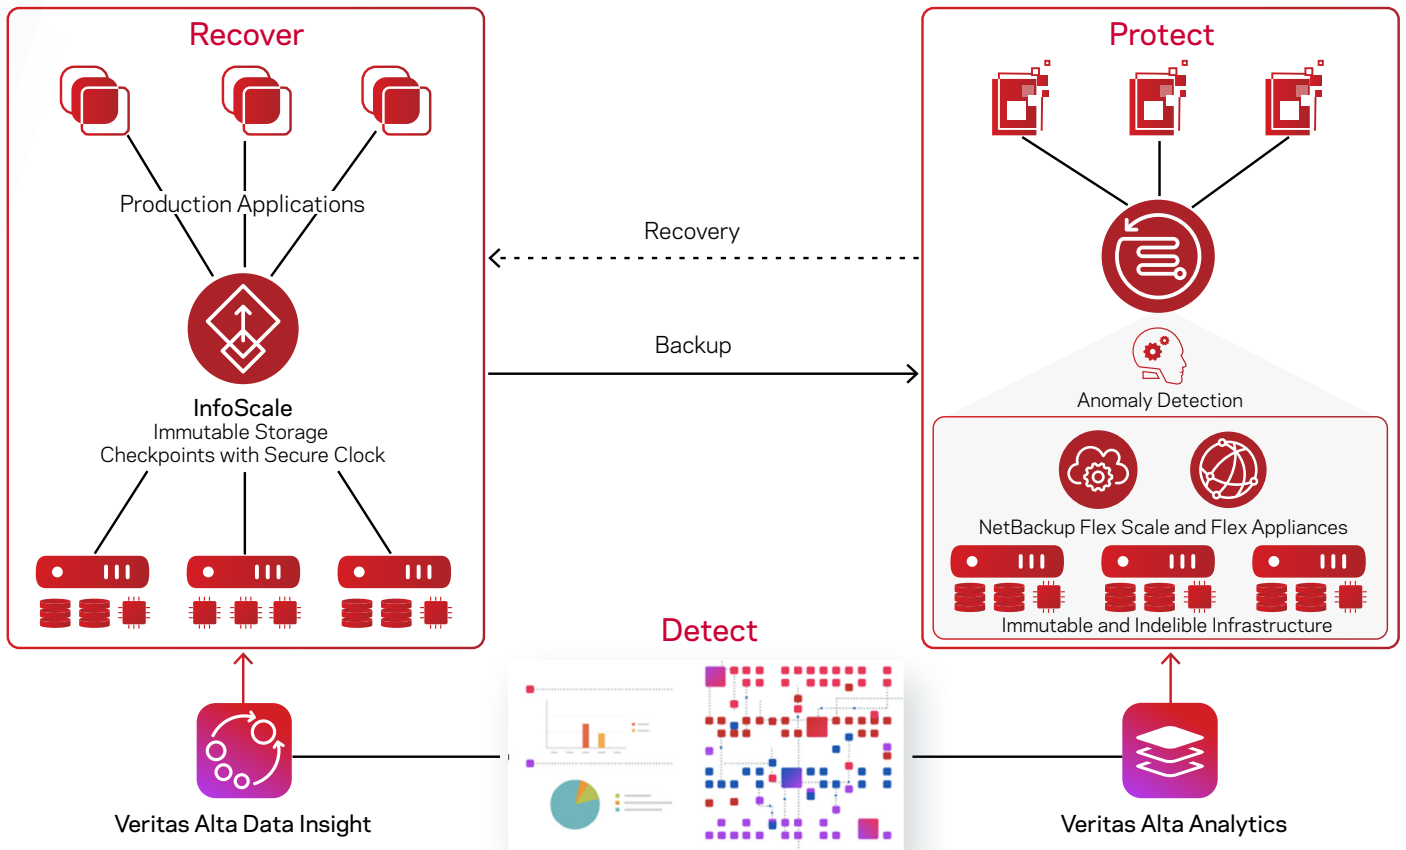 Recover
Production Applications
InfoScale
Immutable Storage
Checkpoints with Secure Clock
Recovery
Backup
Protect
Anomaly Detection
NetBackup Flex Scale and Flex Appliances
Immutable and Indelible Infrastructure
Detect
Veritas Alta Data Insight
Veritas Alta Analytics